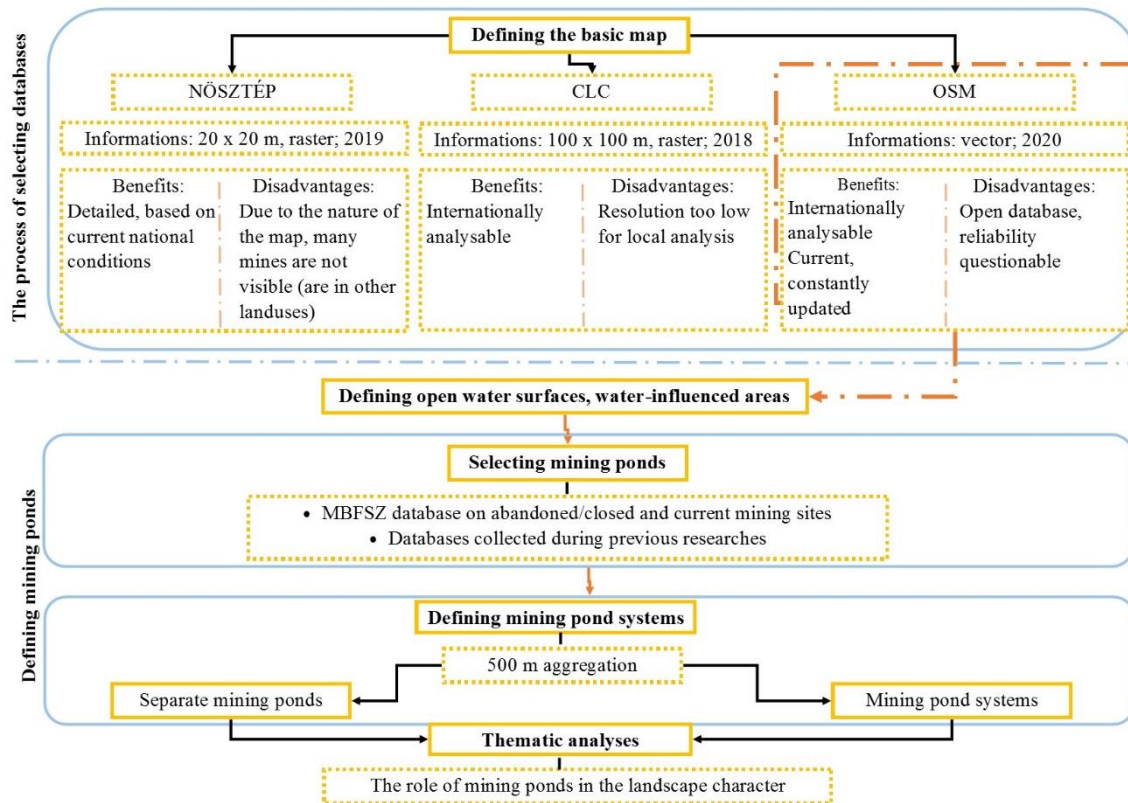 The process of selecting databases
Defining the basic map
NÖSZTÉP
Informations: 20 x 20 m, raster; 2019
Benefits:
Detailed, based on
current national
conditions
Disadvantages:
Due to the nature of
the map, many
mines are not
visible (are in other
landuses)
CLC
Informations: 100 x 100 m, raster; 2018
Benefits:
Internationally
analysable
Disadvantages:
Resolution too low
for local analysis
OSM
Informations: vector; 2020
Benefits:
Internationally
analysable
Current,
constantly
updated
Disadvantages:
Open database,
reliability
questionable
Defining open water surfaces, water-influenced areas
Defining mining ponds
Selecting mining ponds
• MBFSZ database on abandoned/closed and current mining sites
• Databases collected during previous researches
Defining mining pond systems
500 m aggregation
Separate mining ponds
Mining pond systems
Thematic analyses
The role of mining ponds in the landscape character